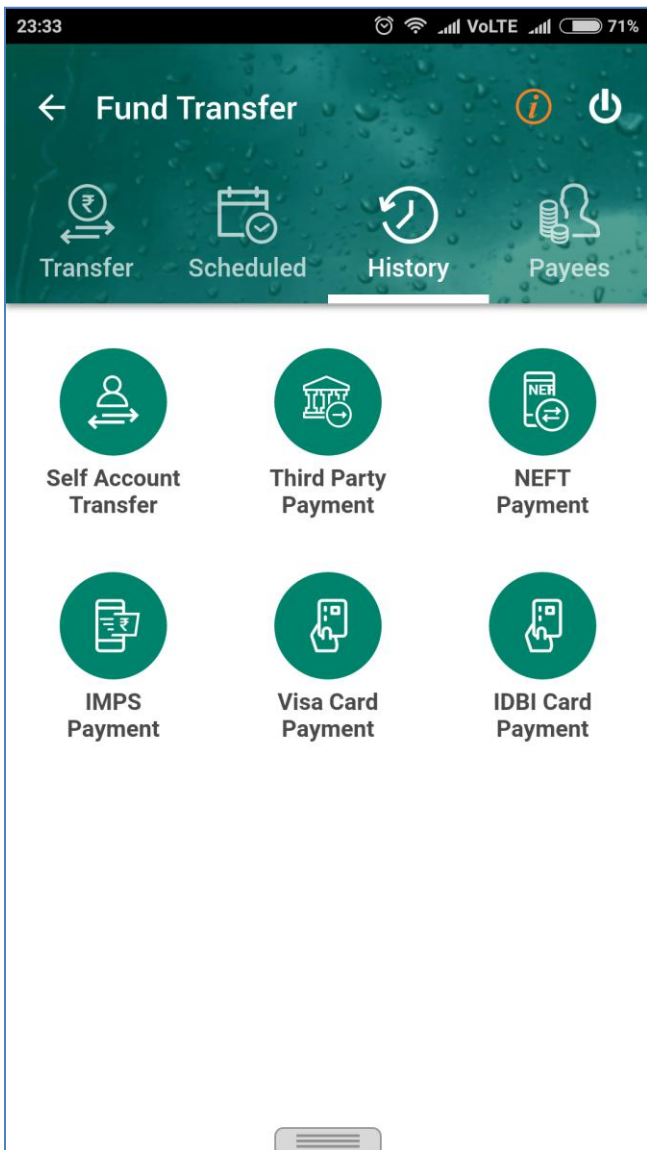 23:33 VoLTE 71%
Fund Transfer i
₹
Transfer Scheduled History Payees
NEF
Self Account Third Party NEFT
Transfer Payment Payment
₹
IMPS Visa Card IDBI Card
Payment Payment Payment